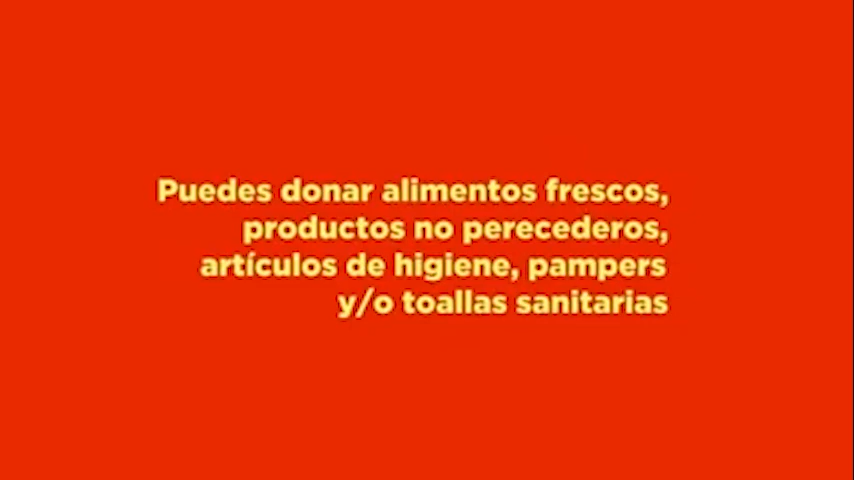 Puedes donar alimentos frescos,
productos no perecederos,
artículos de higiene, pampers
y/o toallas sanitarias